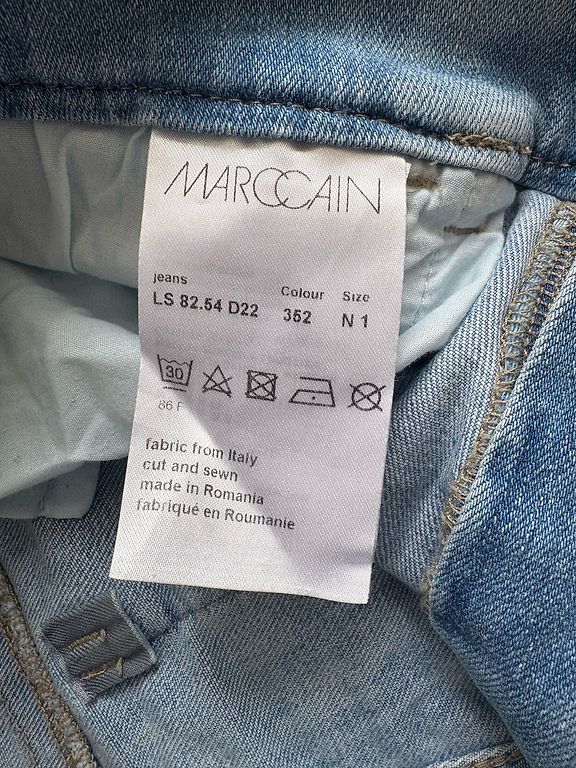 MARCCAIN
jeans
Colour Size
LS 82.54 D22 352 N 1
30
86 F
fabric from Italy
cut and sewn
made in Romania
fabriqué en Roumanie